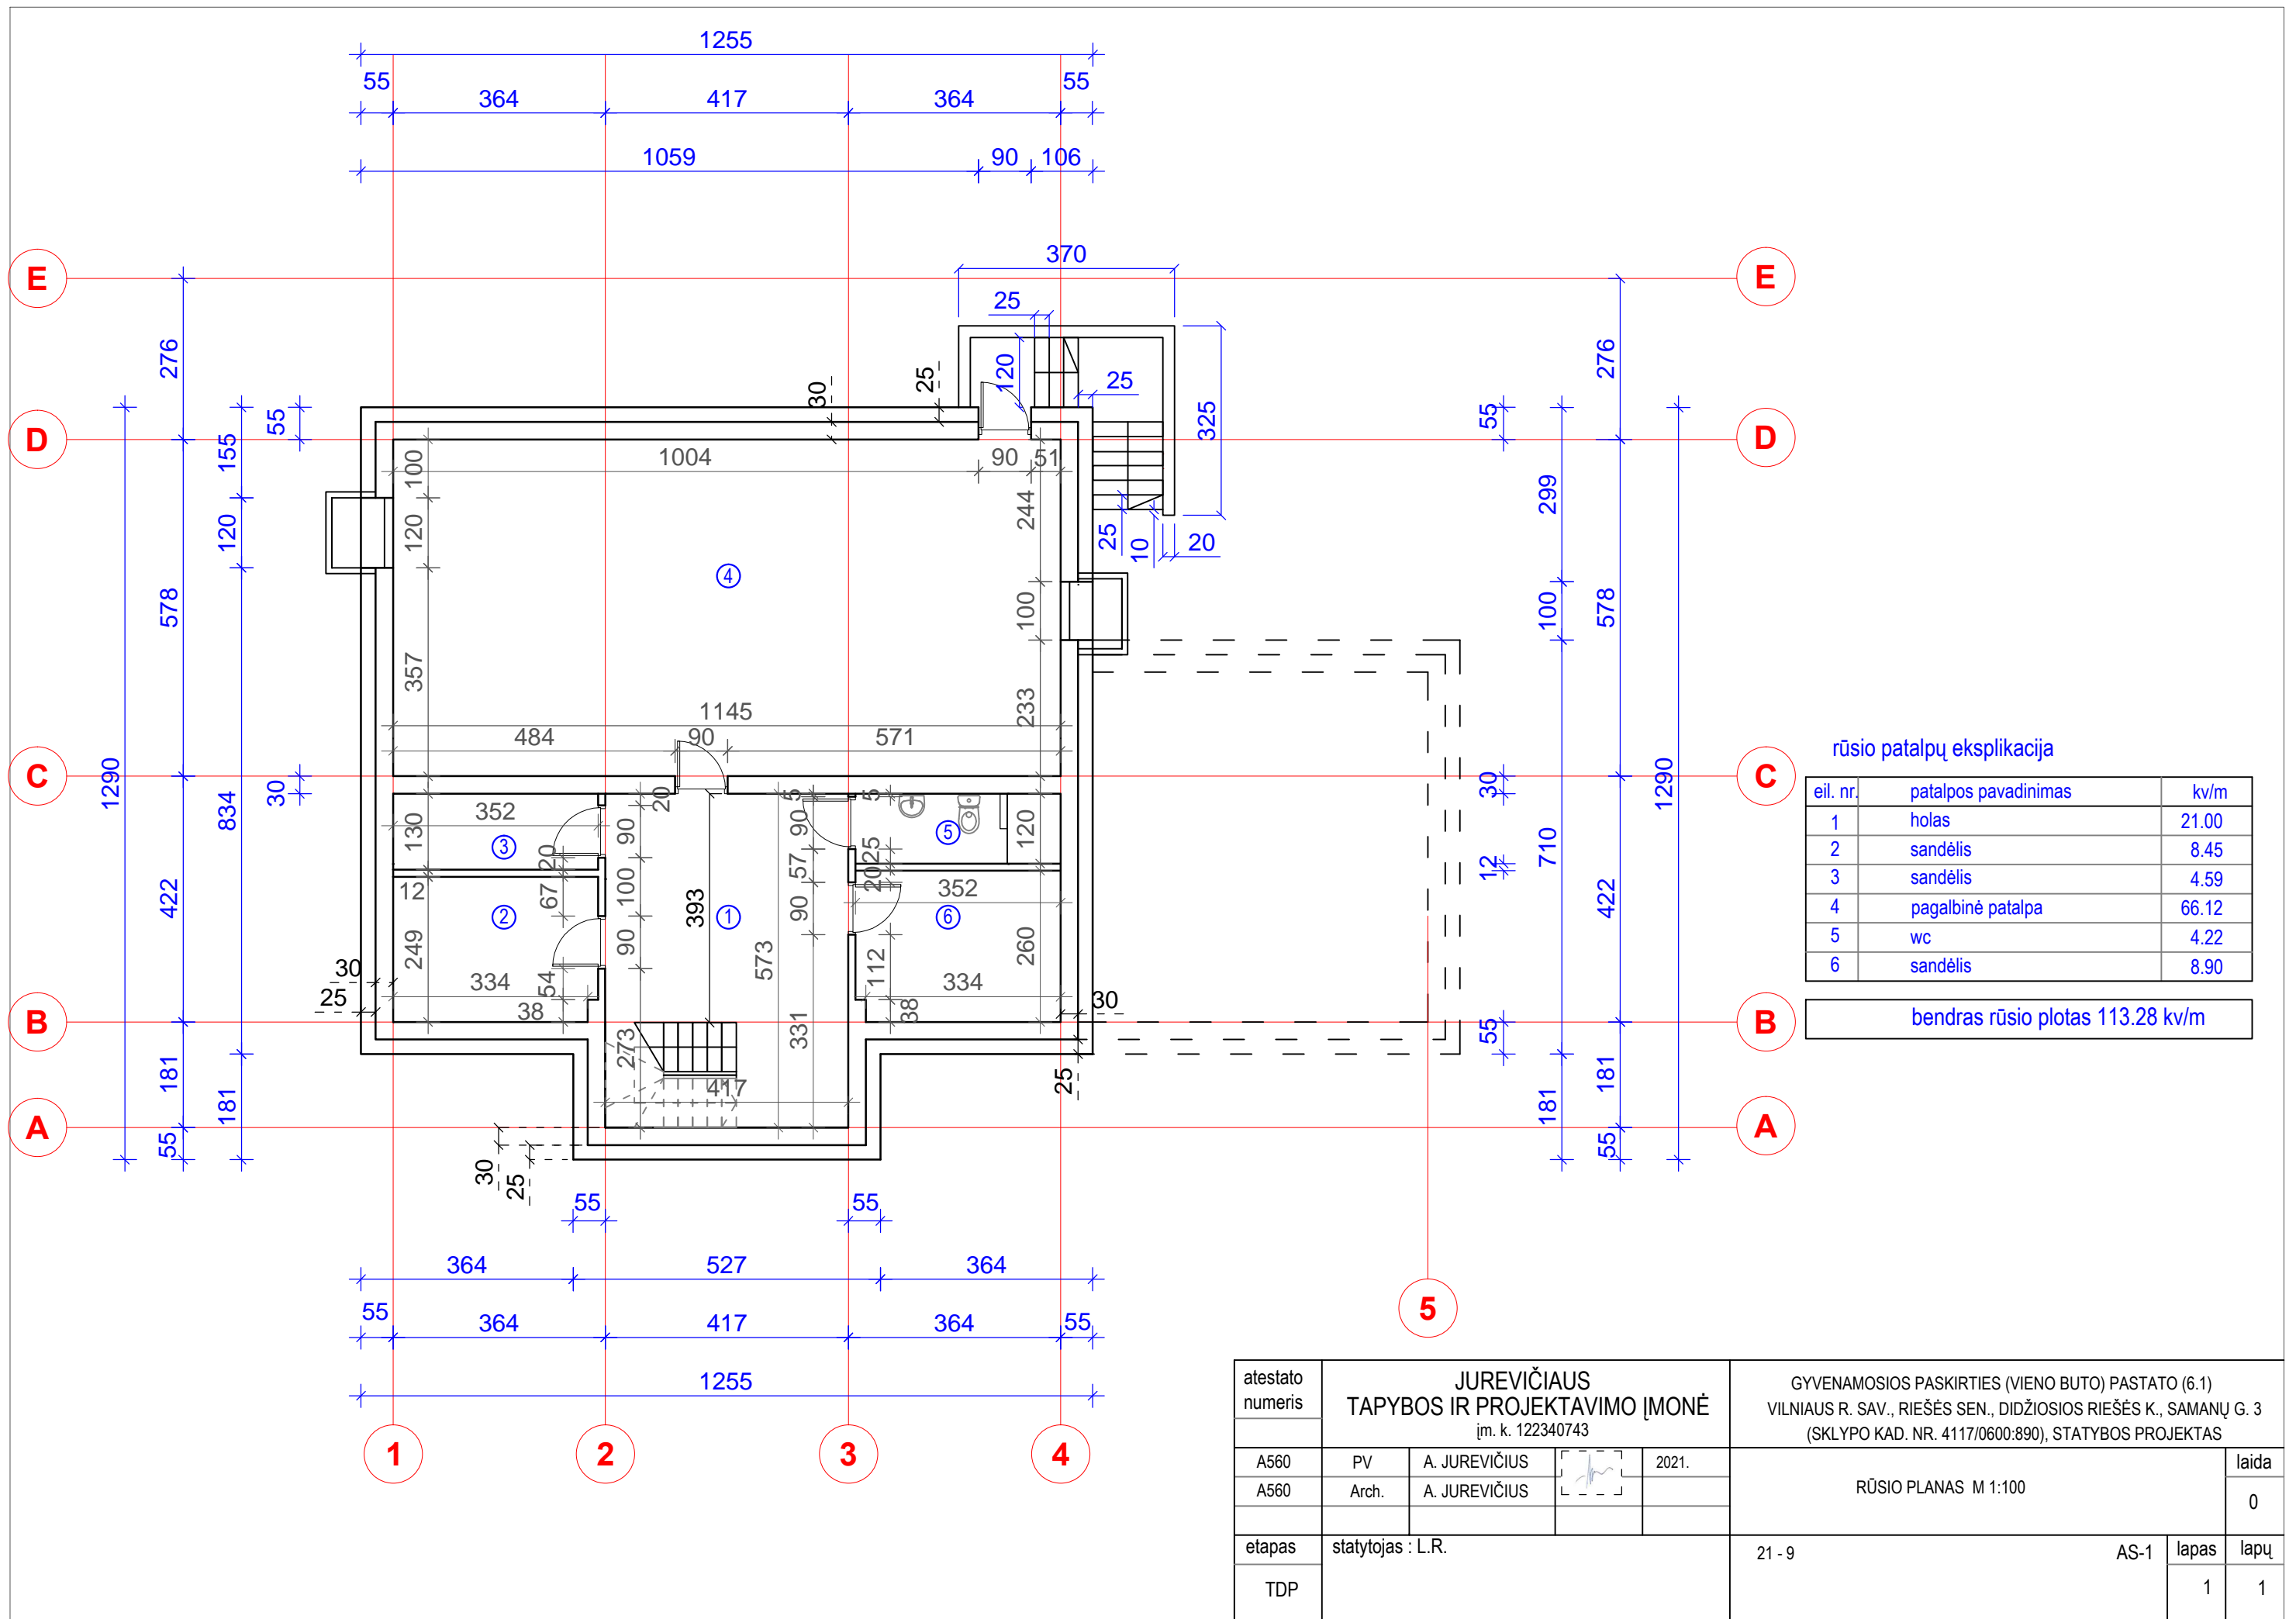 1255
55 55
364 417 364
1059 90 106
370
25
E E
276 276
120
30 25 25
55 155 325 55
D D
100 1004 90 51
244 299
120 120 25 10 20
578 4 100 100 578
357 233
1145
484 90 571
C C
1290 834 30 30 1290
rūsio patalpų eksplikacija
eil. nr. patalpos pavadinimas kv/m
1 holas 21.00
2 sandėlis 8.45
3 sandėlis 4.59
4 pagalbinė patalpa 66.12
5 wc 4.22
6 sandėlis 8.90
bendras rūsio plotas 113.28 kv/m
352 20 5 5
130 90 90 120
3 20 5 25 710
57 12
12 67 100 20 352
422 393 422
2 1 90 6
249 90 573 112 260
30 334 54 334
25 38 38 30
B B
181 273 331 55 181
181 417 25 181
A A
55 55
30 25
55 55
364 527 364
5
55 55
364 417 364
1255
1 2 3 4
atestato
numeris
JUREVIČIAUS
TAPYBOS IR PROJEKTAVIMO ĮMONĖ
įm. k. 122340743
GYVENAMOSIOS PASKIRTIES (VIENO BUTO) PASTATO (6.1)
VILNIAUS R. SAV., RIEŠĖS SEN., DIDŽIOSIOS RIEŠĖS K., SAMANŲ G. 3
(SKLYPO KAD. NR. 4117/0600:890), STATYBOS PROJEKTAS
A560 PV A. JUREVIČIUS 2021.
A560 Arch. A. JUREVIČIUS
RŪSIO PLANAS M 1:100
laida
0
etapas statytojas : L.R.
TDP
21 - 9 AS-1 lapas lapų
1 1